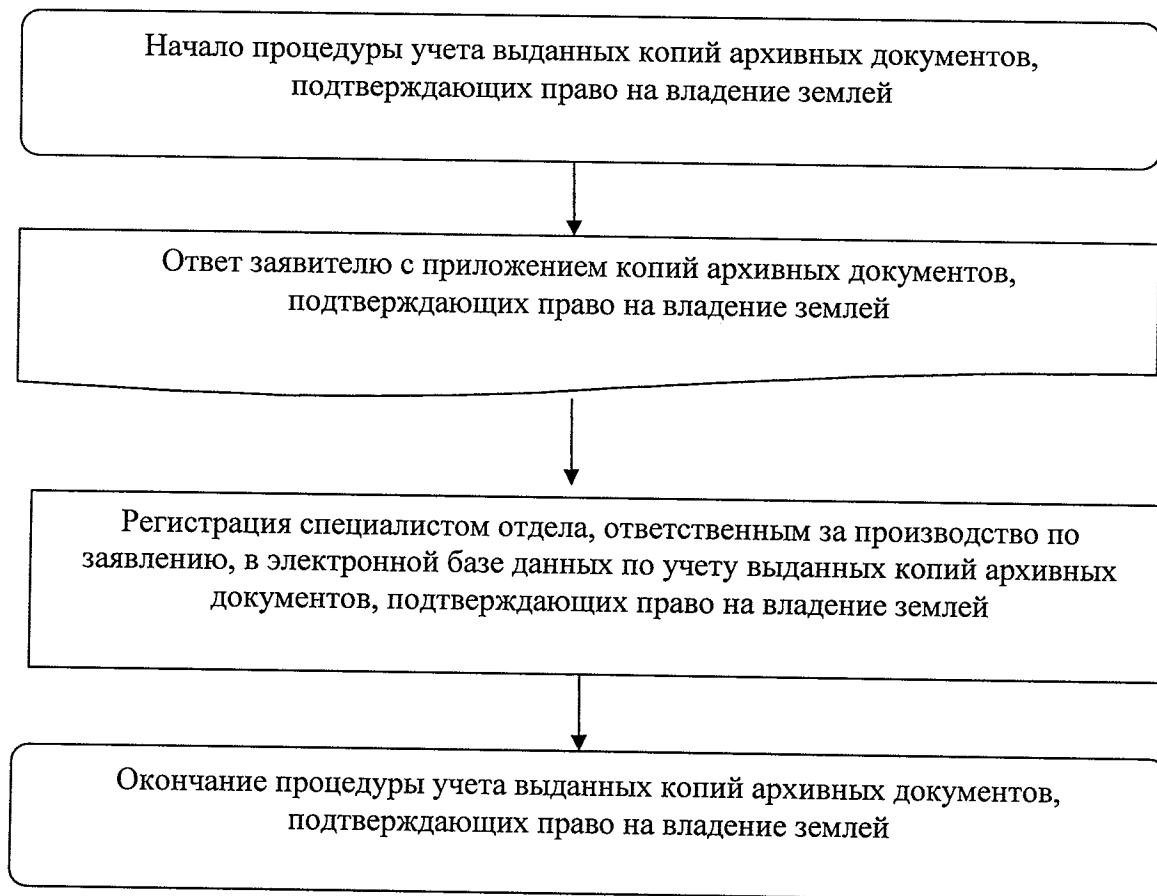 Начало процедуры учета выданных копий архивных документов,
подтверждающих право на владение землей
Ответ заявителю с приложением копий архивных документов,
подтверждающих право на владение землей
Регистрация специалистом отдела, ответственным за производство по
заявлению, в электронной базе данных по учету выданных копий архивных
документов, подтверждающих право на владение землей
Окончание процедуры учета выданных копий архивных документов,
подтверждающих право на владение землей